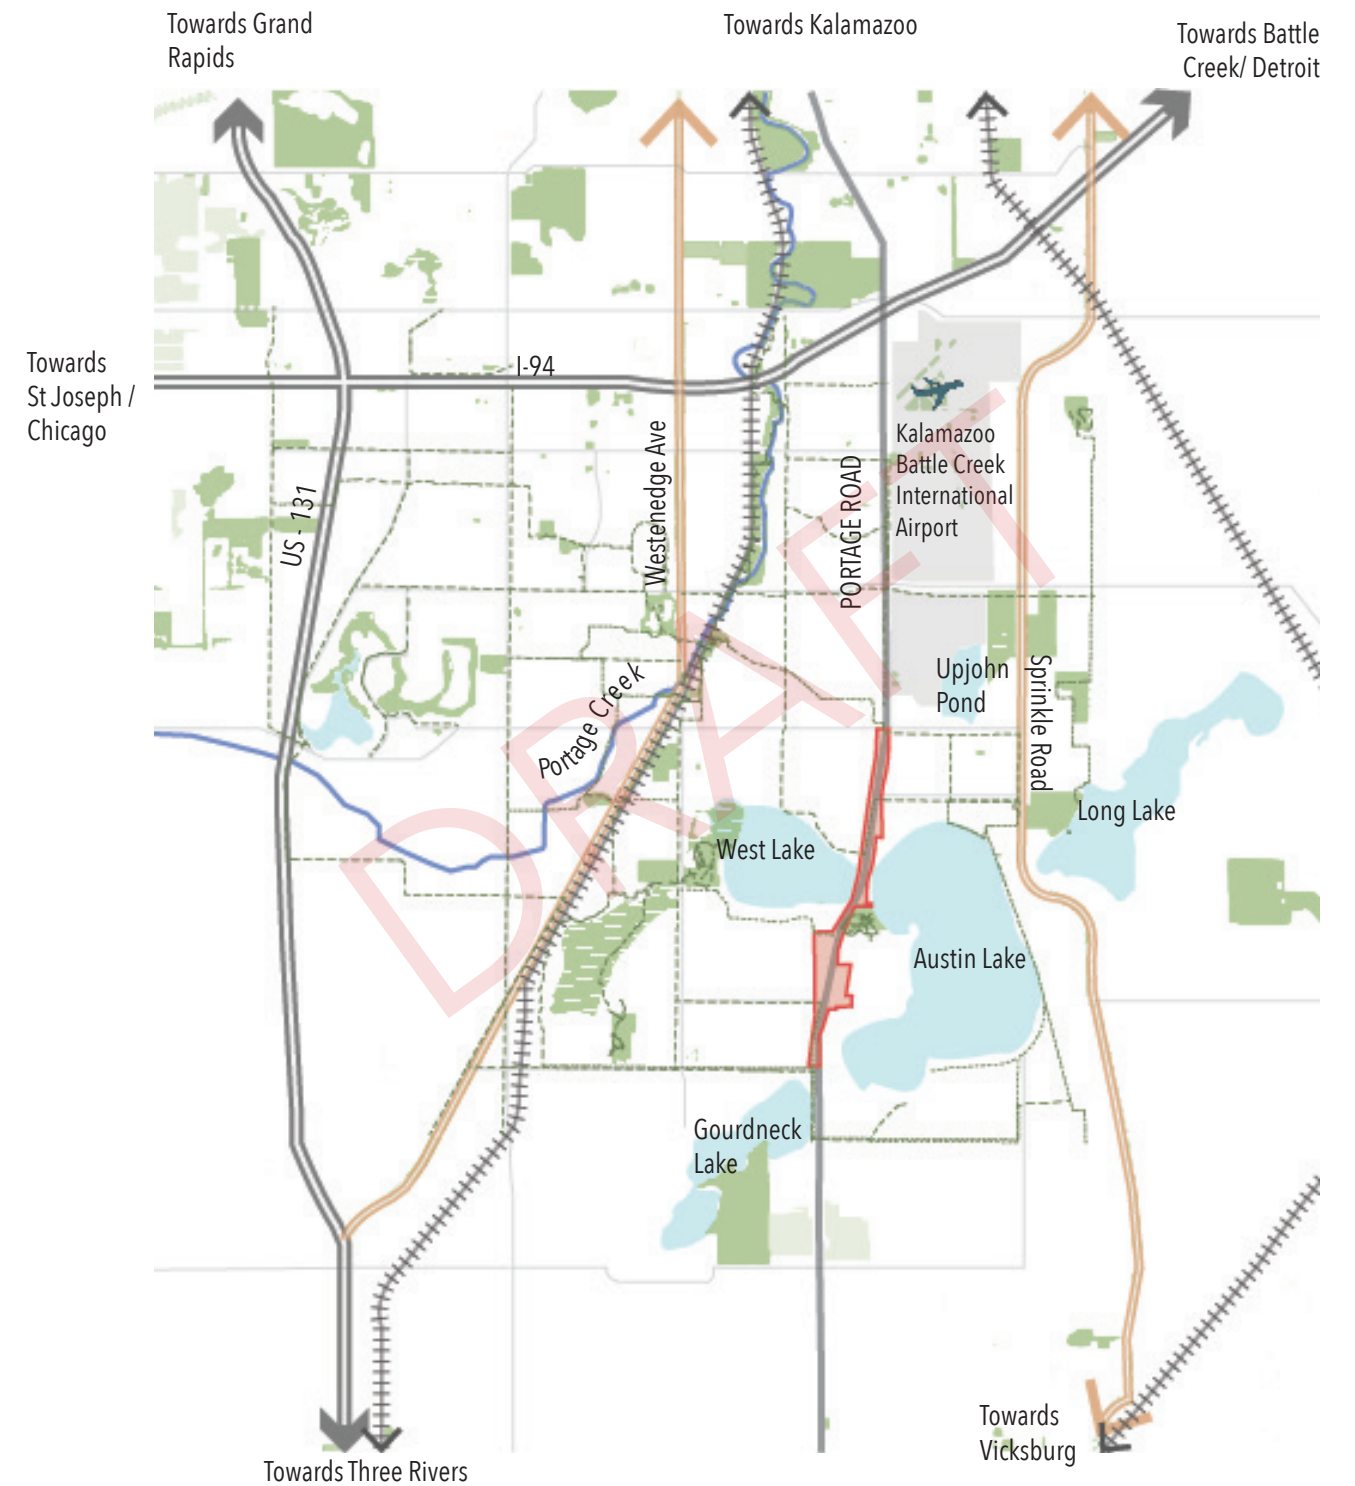 Towards Grand
Rapids
Towards Kalamazoo
Towards Battle
Creek/ Detroit
Towards
St Joseph /
Chicago
I-94
US - 131
Westenedge Ave
PORTAGE ROAD
Kalamazoo
Battle Creek
International
Airport
Upjohn
Pond
Sprinkle Road
Portage Creek
Long Lake
West Lake
Austin Lake
Gourdneck
Lake
DRAFT
Towards
Vicksburg
Towards Three Rivers